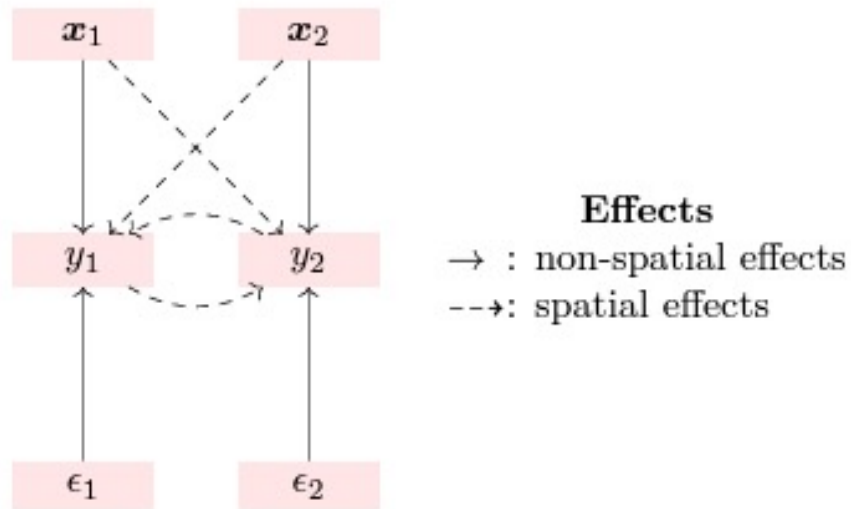 x₁ x₂
y₁ y₂
Effects
→ : non-spatial effects
⇢: spatial effects
ϵ₁ ϵ₂